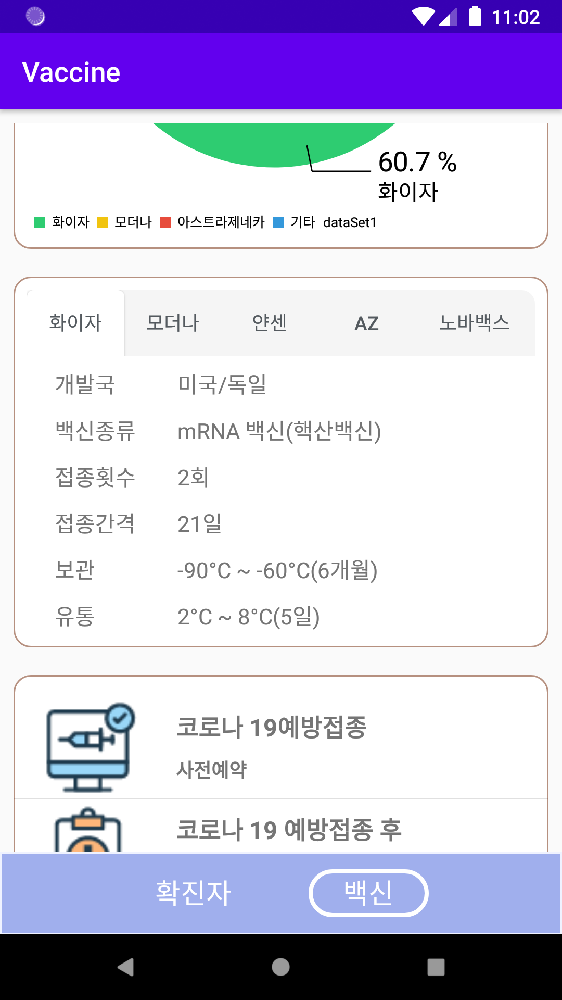 11:02
Vaccine
60.7 %
화이자
화이자 모더나 아스트라제네카 기타 dataSet1
화이자 모더나 얀센 AZ 노바백스
개발국 미국/독일
백신종류 mRNA 백신(핵산백신)
접종횟수 2회
접종간격 21일
보관 -90°C ~ -60°C(6개월)
유통 2°C ~ 8°C(5일)
코로나 19예방접종
사전예약
코로나 19 예방접종 후
확진자 백신